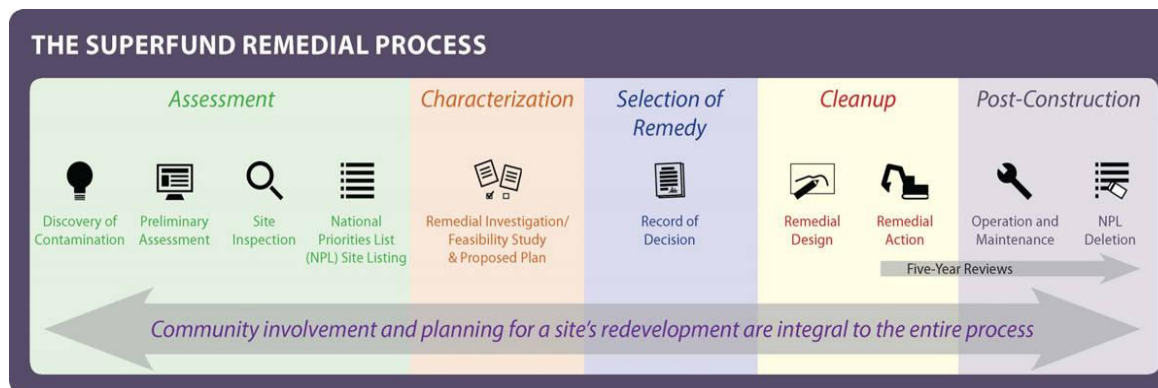 THE SUPERFUND REMEDIAL PROCESS
Assessment
Characterization
Selection of
Remedy
Cleanup
Post-Construction
Discovery of
Contamination
Preliminary
Assessment
Site
Inspection
National
Priorities List
(NPL) Site Listing
Remedial Investigation/
Feasibility Study
& Proposed Plan
Record of
Decision
Remedial
Design
Remedial
Action
Operation and
Maintenance
NPL
Deletion
Five-Year Reviews
Community involvement and planning for a site's redevelopment are integral to the entire process